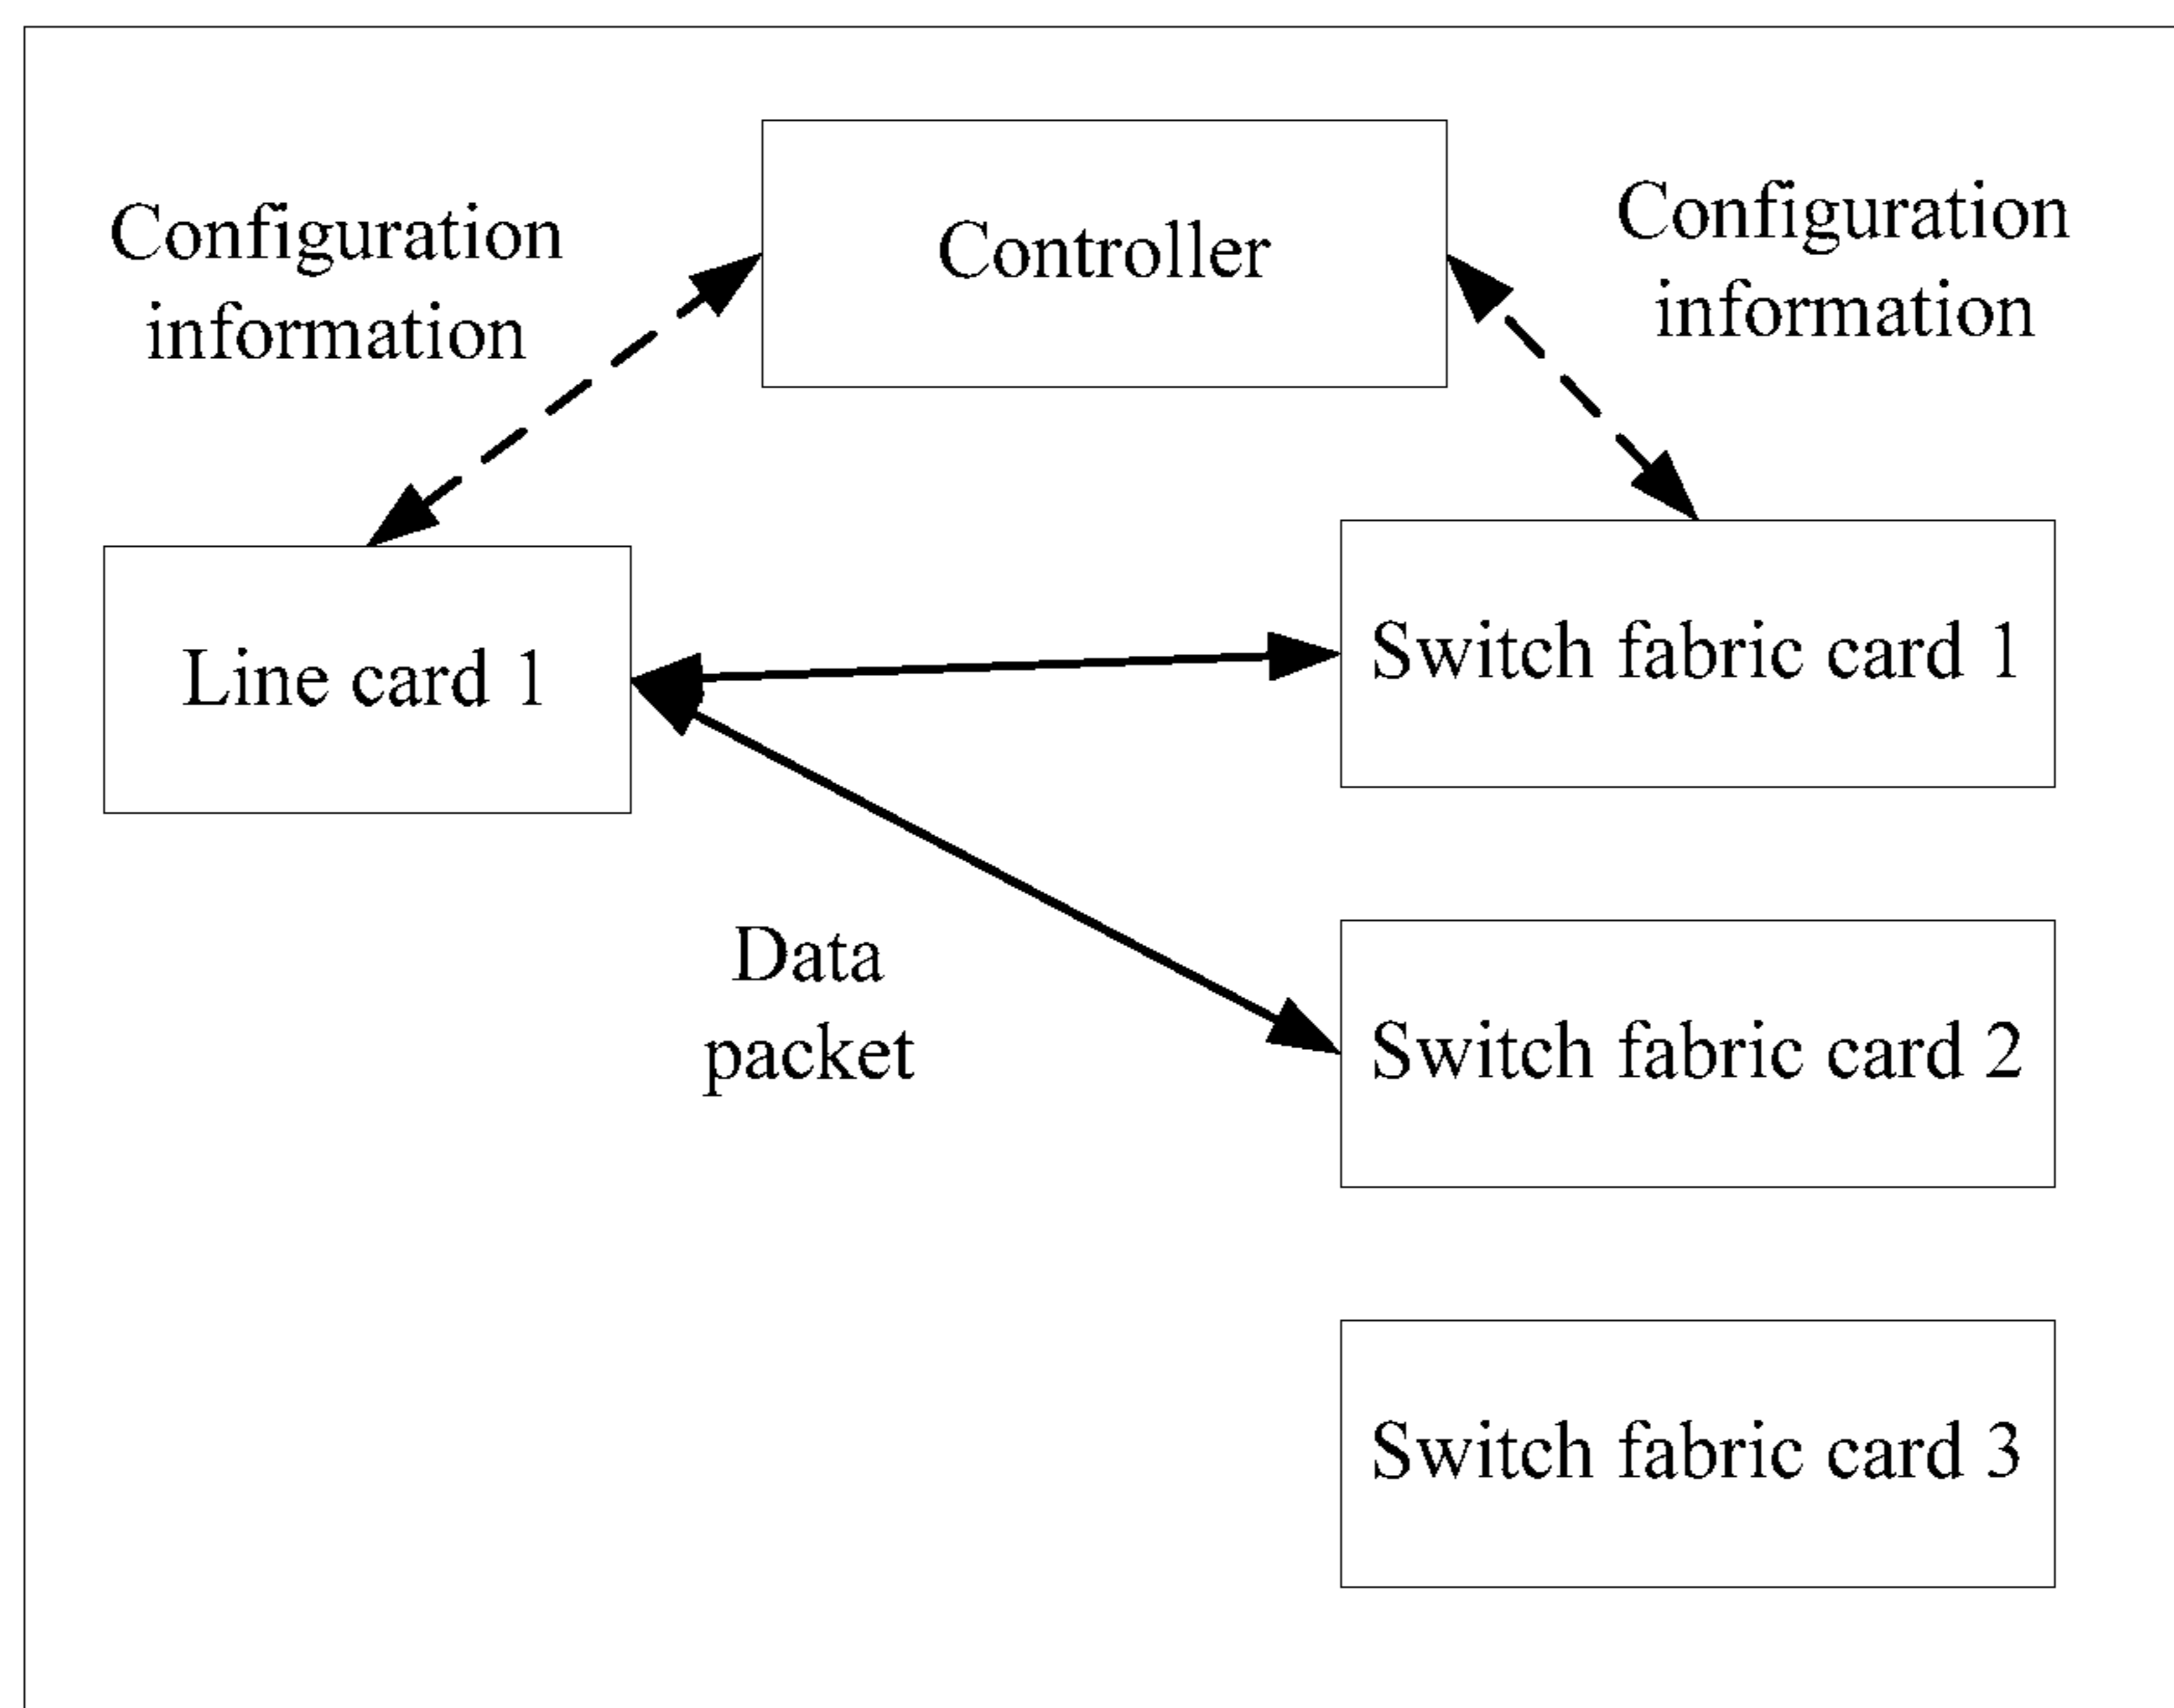 Configuration
information
Controller
Configuration
information
Line card 1
Switch fabric card 1
Data
packet
Switch fabric card 2
Switch fabric card 3